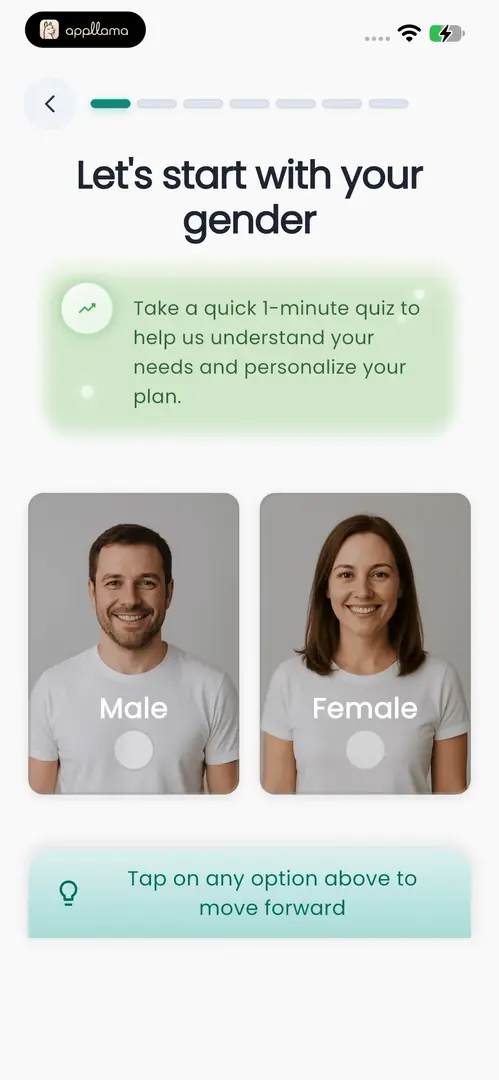 appllama
Let's start with your
gender
Take a quick 1-minute quiz to
help us understand your
needs and personalize your
plan.
Male
Female
Tap on any option above to
move forward